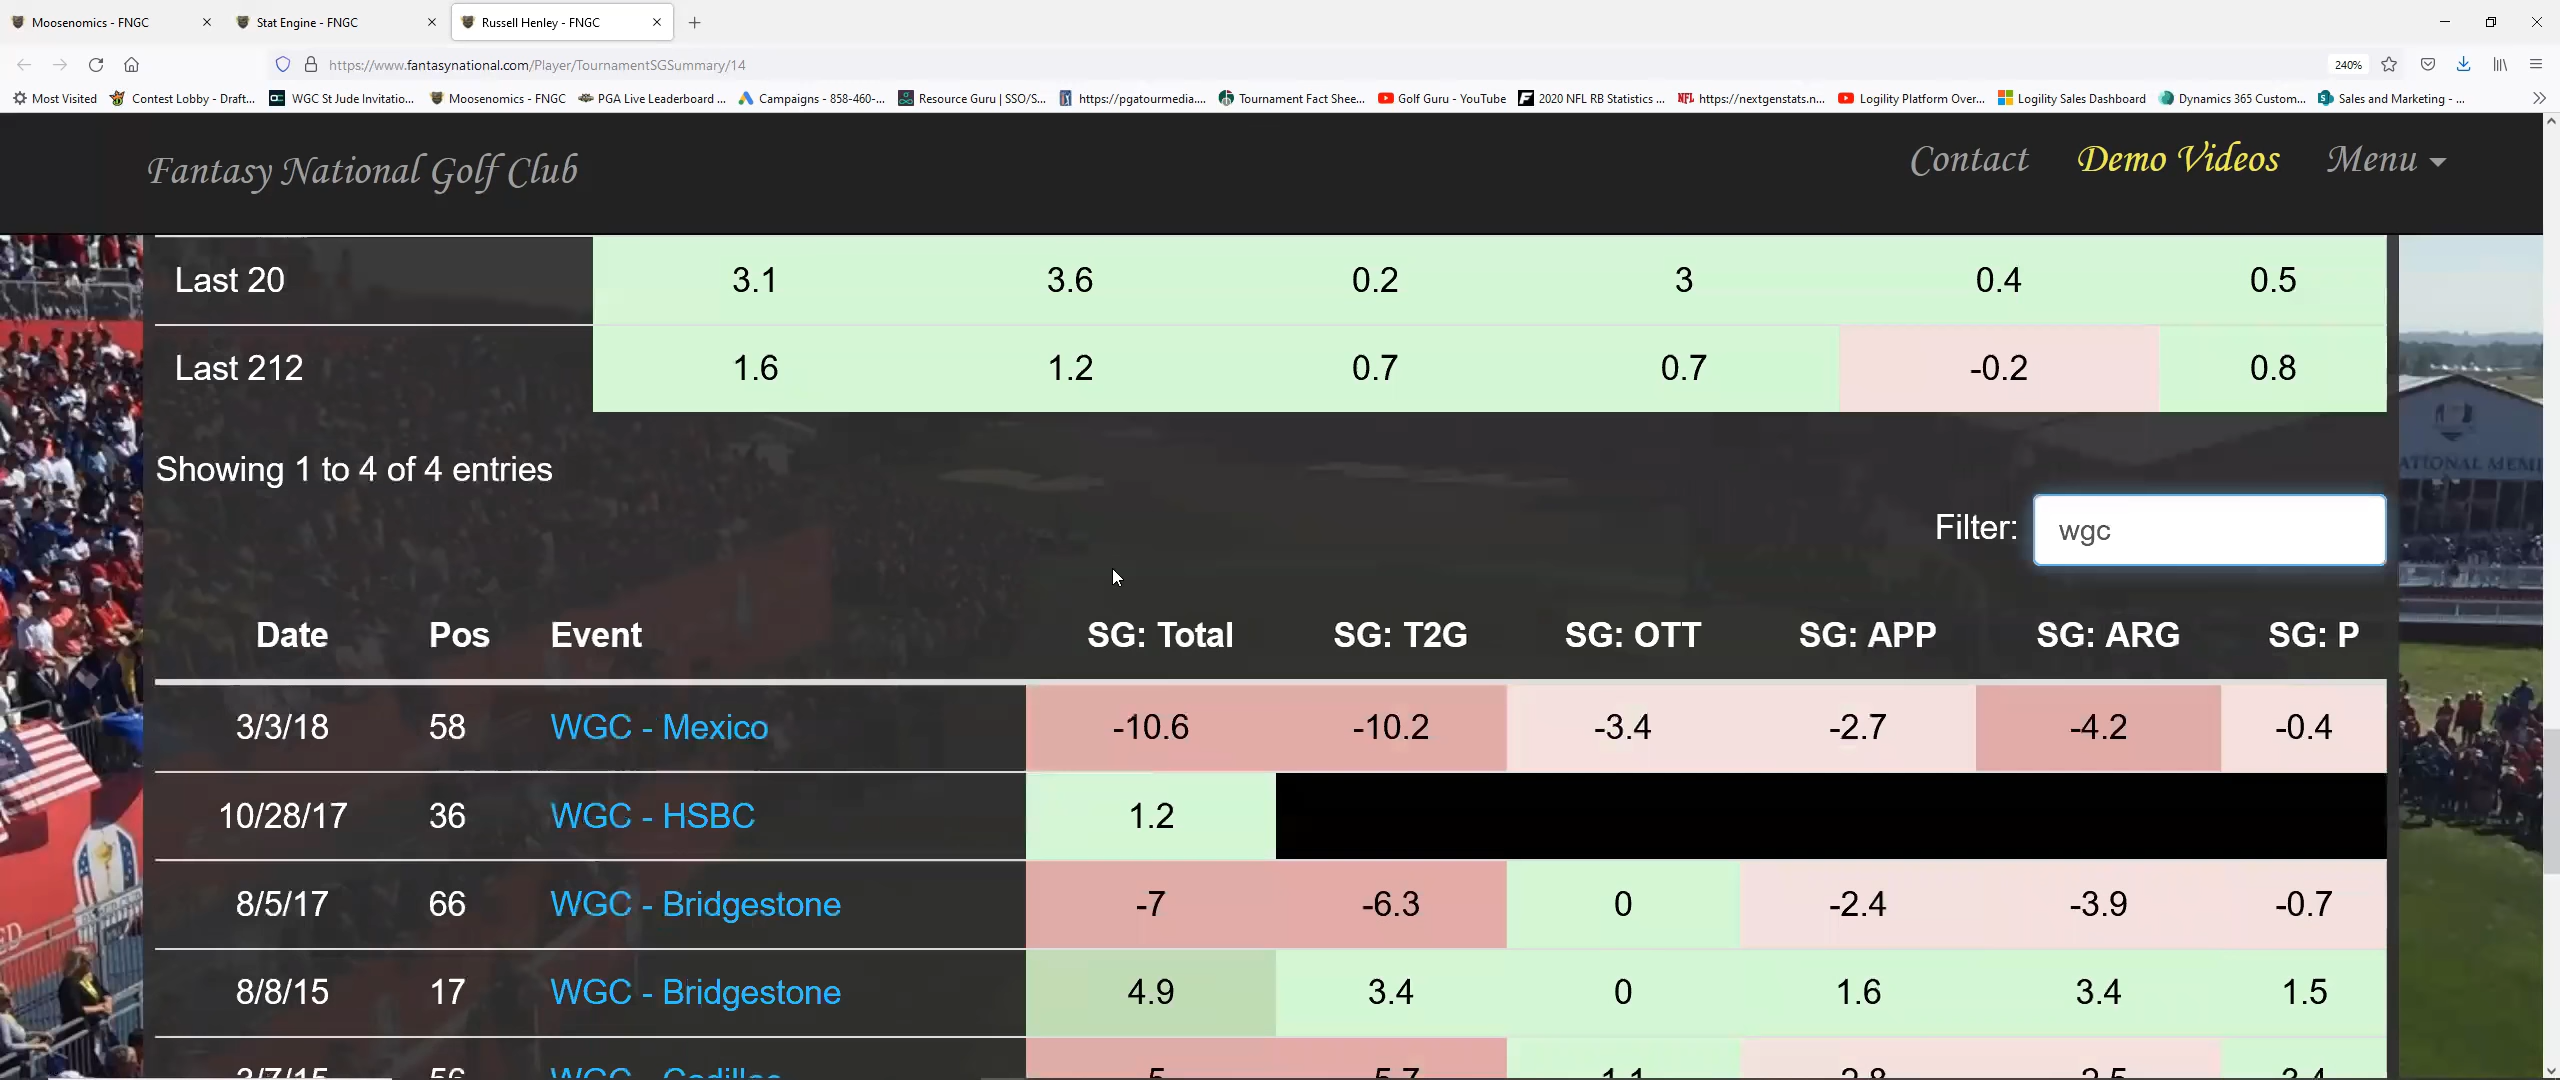 Moosenomics - FNGC
Stat Engine - FNGC
Russell Henley - FNGC
https://www.fantasynational.com/Player/TournamentSGSummary/14
240%
Most Visited
Contest Lobby - Draft...
WGC St Jude Invitatio...
Moosenomics - FNGC
PGA Live Leaderboard ...
Campaigns - 858-460-...
Resource Guru | SSO/S...
https://pgatourmedia....
Tournament Fact Shee...
Golf Guru - YouTube
2020 NFL RB Statistics ...
https://nextgenstats.n...
Logility Platform Over...
Logility Sales Dashboard
Dynamics 365 Custom...
Sales and Marketing - ...
Fantasy National Golf Club
Contact Demo Videos Menu
Last 20 3.1 3.6 0.2 3 0.4 0.5
Last 212 1.6 1.2 0.7 0.7 -0.2 0.8
Showing 1 to 4 of 4 entries
Filter: wgc
Date Pos Event SG: Total SG: T2G SG: OTT SG: APP SG: ARG SG: P
3/3/18 58 WGC - Mexico -10.6 -10.2 -3.4 -2.7 -4.2 -0.4
10/28/17 36 WGC - HSBC 1.2
8/5/17 66 WGC - Bridgestone -7 -6.3 0 -2.4 -3.9 -0.7
8/8/15 17 WGC - Bridgestone 4.9 3.4 0 1.6 3.4 1.5